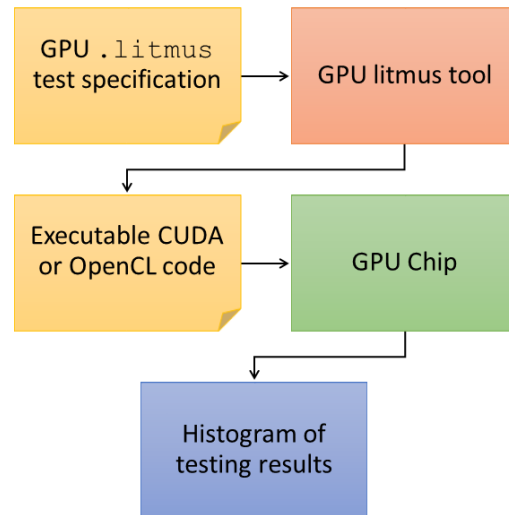 GPU .litmus
test specification
GPU litmus tool
Executable CUDA
or OpenCL code
GPU Chip
Histogram of
testing results